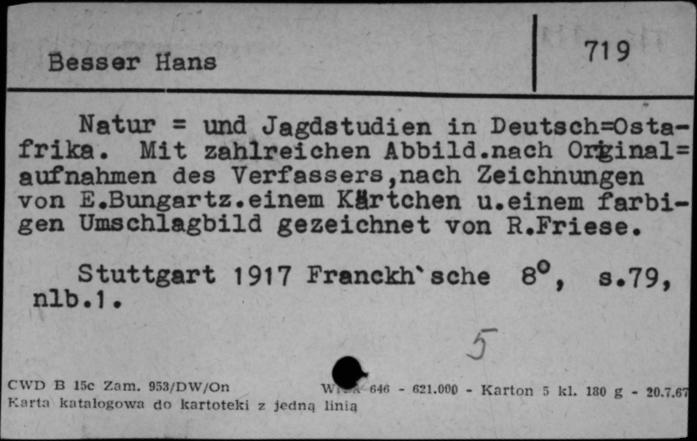 Besser Hans
719
Natur = und Jagdstudien in Deutsch=Osta-
frika. Mit zahlreichen Abbild.nach Original=
aufnahmen des Verfassers,nach Zeichnungen
von E.Bungartz.einem Kärtchen u.einem farbi-
gen Umschlagbild gezeichnet von R.Friese.
Stuttgart 1917 Franckh`sche 8⁰, s.79,
nlb.1.
5
CWD B 15c Zam. 953/DW/On 646 - 621.000 - Karton 5 kl. 180 g - 20.7.67
Karta katalogowa do kartoteki z jedną linią